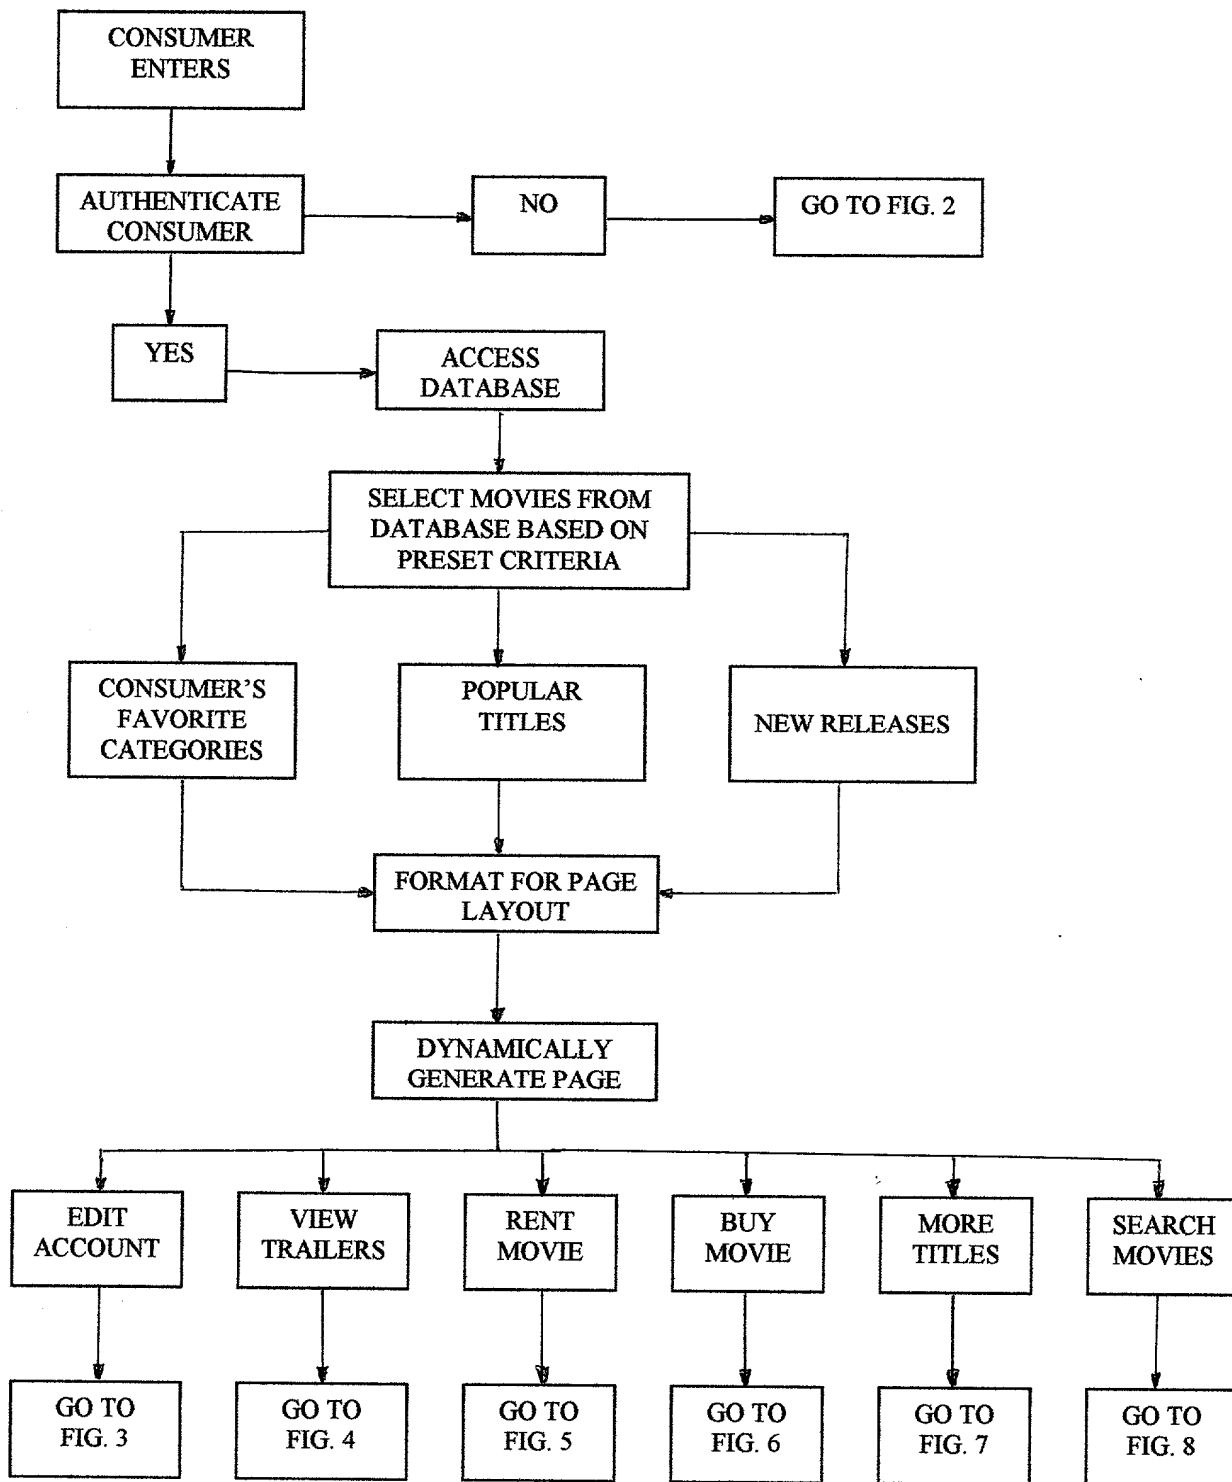 CONSUMER
ENTERS
AUTHENTICATE
CONSUMER
NO
GO TO FIG. 2
YES
ACCESS
DATABASE
SELECT MOVIES FROM
DATABASE BASED ON
PRESET CRITERIA
CONSUMER'S
FAVORITE
CATEGORIES
POPULAR
TITLES
NEW RELEASES
FORMAT FOR PAGE
LAYOUT
DYNAMICALLY
GENERATE PAGE
EDIT
ACCOUNT
VIEW
TRAILERS
RENT
MOVIE
BUY
MOVIE
MORE
TITLES
SEARCH
MOVIES
GO TO
FIG. 3
GO TO
FIG. 4
GO TO
FIG. 5
GO TO
FIG. 6
GO TO
FIG. 7
GO TO
FIG. 8